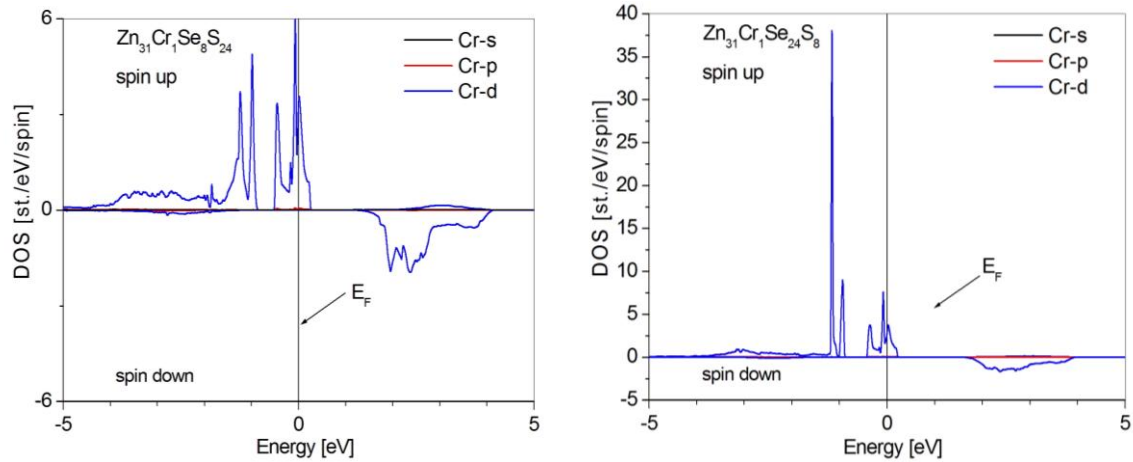 Zn31Cr1Se8S24
spin up
Cr-s
Cr-p
Cr-d
6
0
-6
DOS [st./eV/spin]
EF
spin down
-5
0
5
Energy [eV]
Zn31Cr1Se24S8
spin up
Cr-s
Cr-p
Cr-d
40
35
30
25
20
15
10
5
0
-5
DOS [st./eV/spin]
EF
spin down
-5
0
5
Energy [eV]